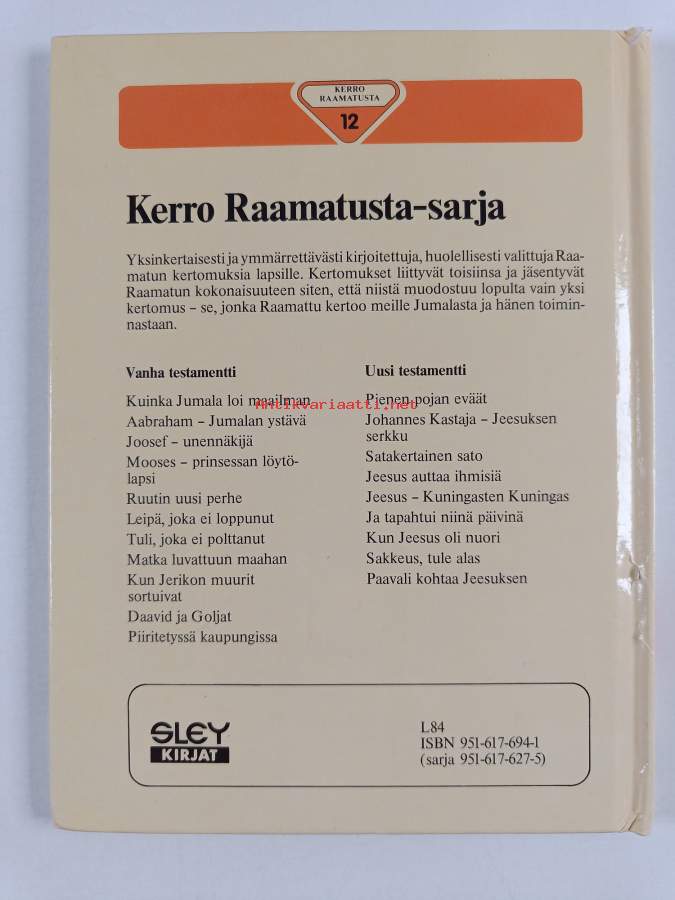 KERRO
RAAMATUSTA
12
Kerro Raamatusta-sarja
Yksinkertaisesti ja ymmärrettävästi kirjoitettuja, huolellisesti valittuja Raa-
matun kertomuksia lapsille. Kertomukset liittyvät toisiinsa ja jäsentyvät
Raamatun kokonaisuuteen siten, että niistä muodostuu lopulta vain yksi
kertomus – se, jonka Raamattu kertoo meille Jumalasta ja hänen toimin-
nastaan.
Vanha testamentti
Kuinka Jumala loi maailman
Aabraham – Jumalan ystävä
Joosef – unennäkijä
Mooses – prinsessan löytö-
lapsi
Ruutin uusi perhe
Leipä, joka ei loppunut
Tuli, joka ei polttanut
Matka luvattuun maahan
Kun Jerikon muurit
sortuivat
Daavid ja Goljat
Piiritetyssä kaupungissa
Uusi testamentti
Pienen pojan eväät
Johannes Kastaja – Jeesuksen
serkku
Satakertainen sato
Jeesus auttaa ihmisiä
Jeesus – Kuningasten Kuningas
Ja tapahtui niinä päivinä
Kun Jeesus oli nuori
Sakkeus, tule alas
Paavali kohtaa Jeesuksen
Antikvariaatti.net
SLEY
KIRJAT
L84
ISBN 951-617-694-1
(sarja 951-617-627-5)